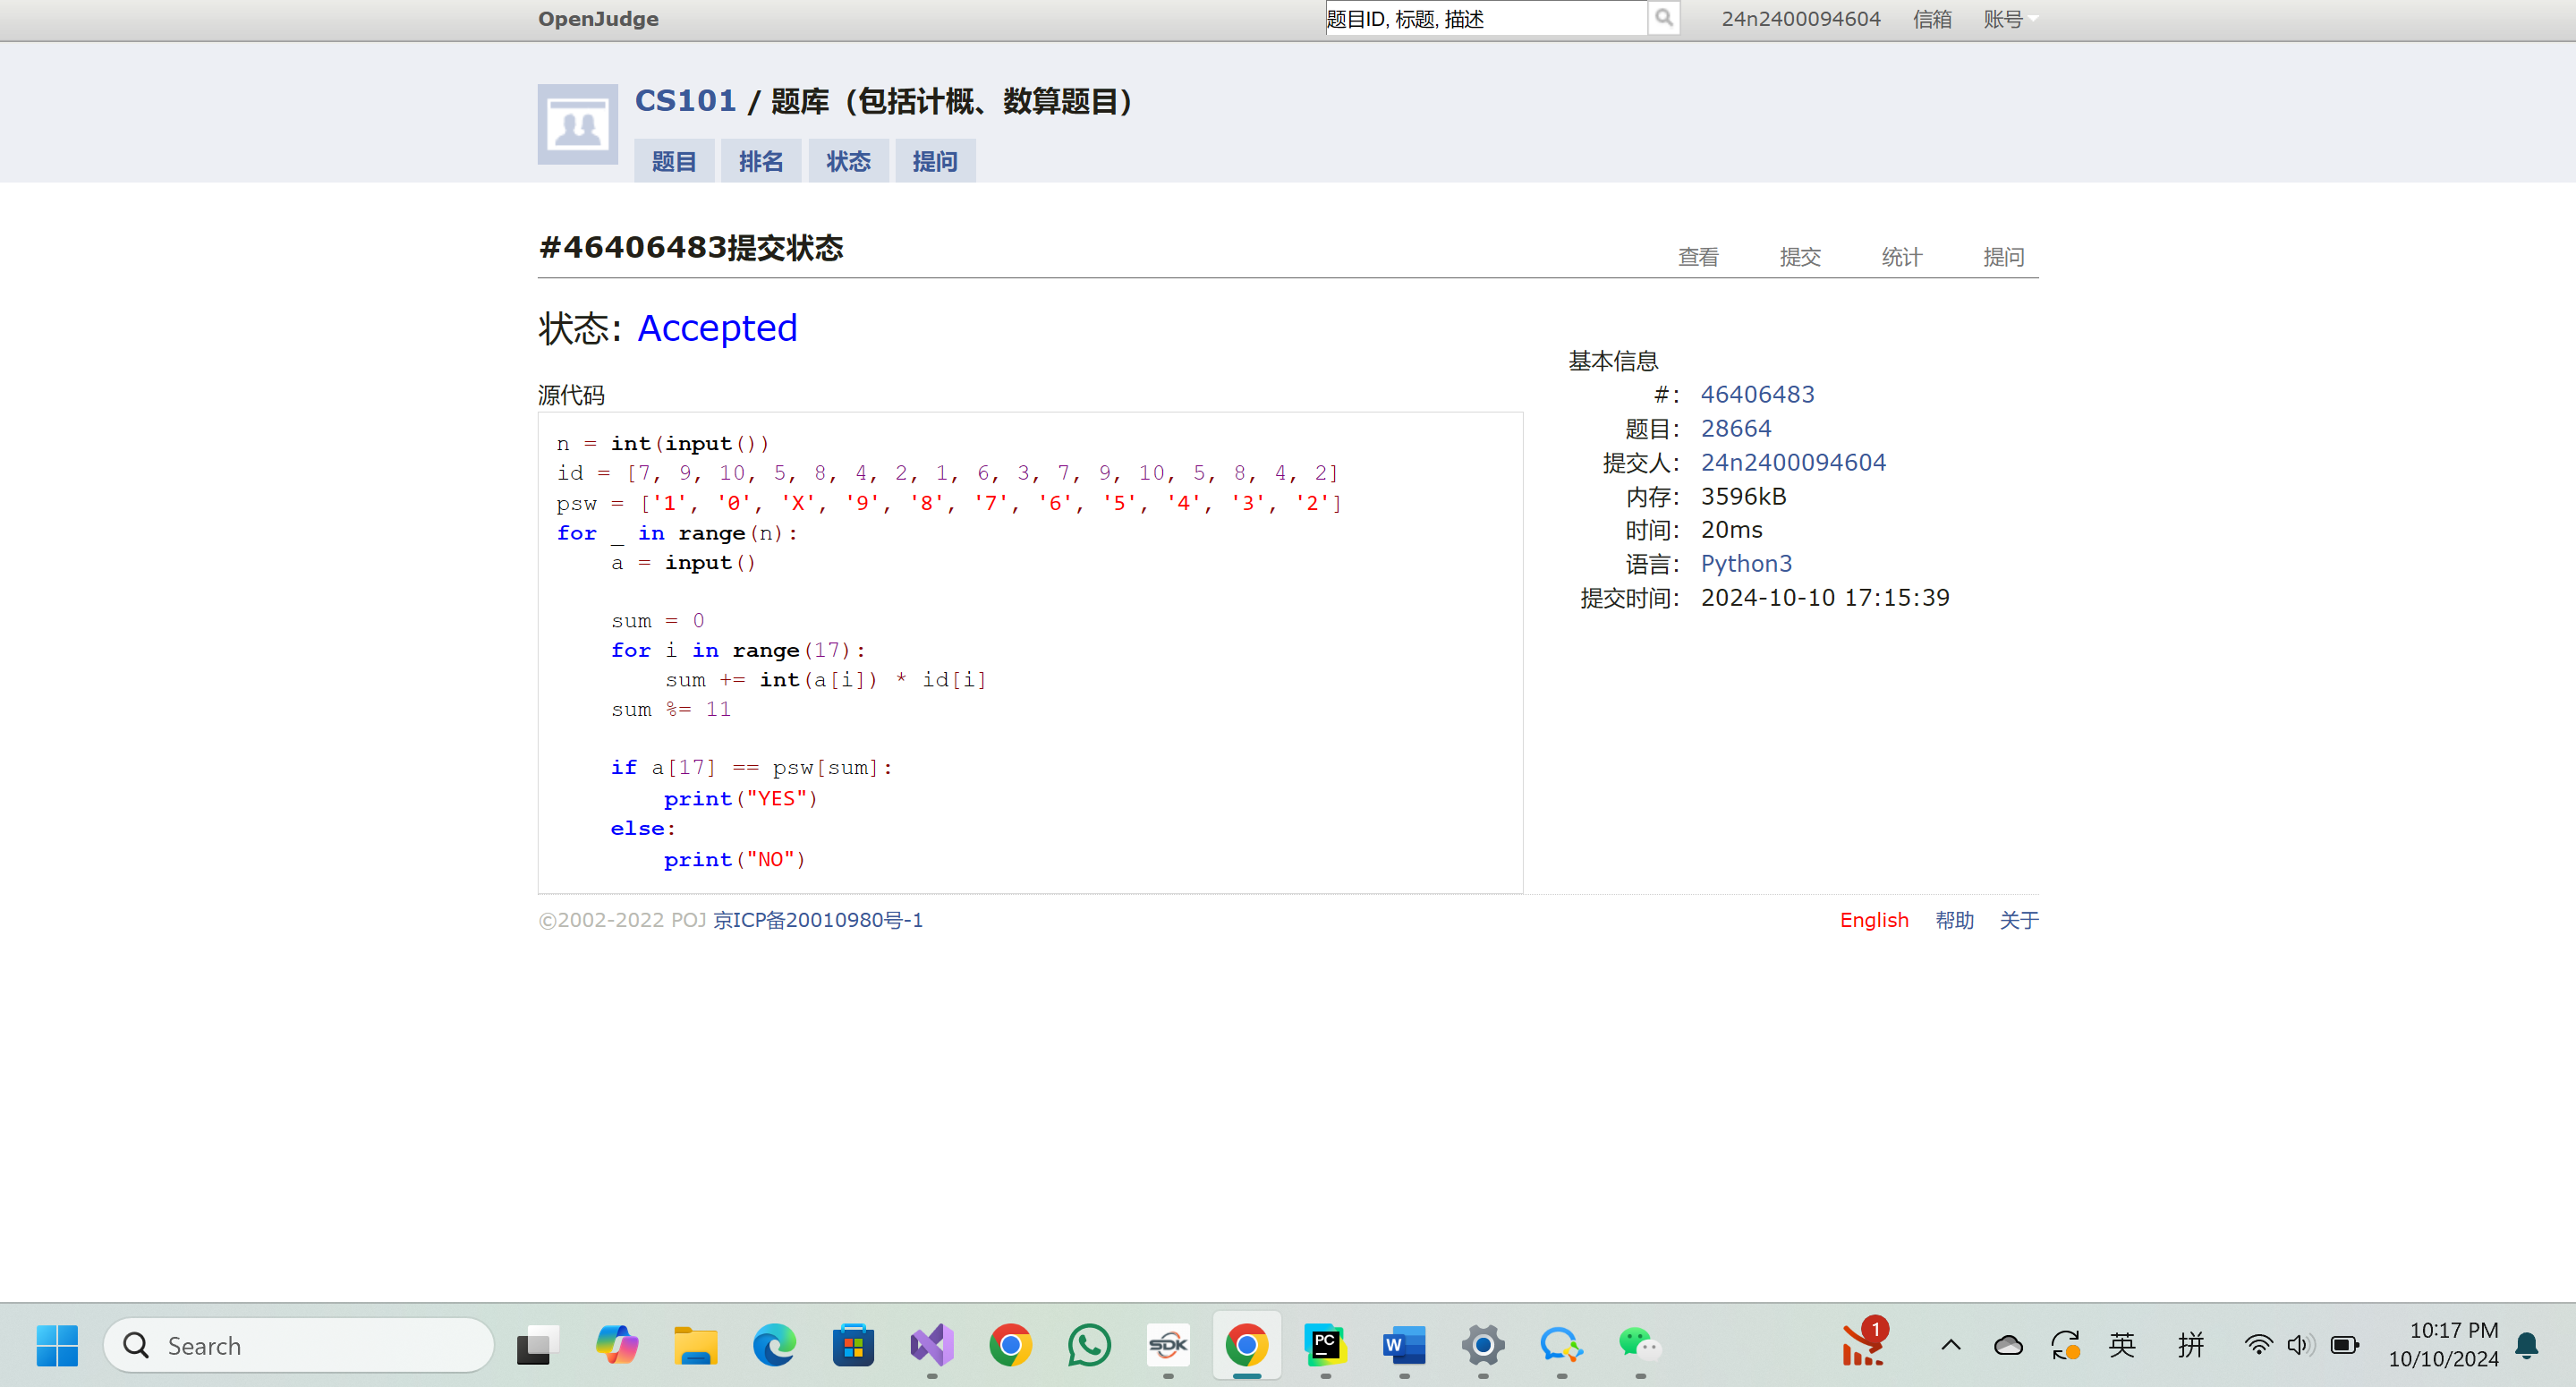 OpenJudge
题目ID, 标题, 描述
24n2400094604 信箱 账号
CS101 / 题库（包括计概、数算题目）
题目 排名 状态 提问
#46406483提交状态
查看 提交 统计 提问
状态: Accepted
源代码
n = int(input())
id = [7, 9, 10, 5, 8, 4, 2, 1, 6, 3, 7, 9, 10, 5, 8, 4, 2]
psw = ['1', '0', 'X', '9', '8', '7', '6', '5', '4', '3', '2']
for _ in range(n):
    a = input()
    sum = 0
    for i in range(17):
        sum += int(a[i]) * id[i]
    sum %= 11
    if a[17] == psw[sum]:
        print("YES")
    else:
        print("NO")
基本信息
#: 46406483
题目: 28664
提交人: 24n2400094604
内存: 3596kB
时间: 20ms
语言: Python3
提交时间: 2024-10-10 17:15:39
©2002-2022 POJ 京ICP备20010980号-1
English 帮助 关于
Search
SDK
PC
W
1
英
拼
10:17 PM
10/10/2024